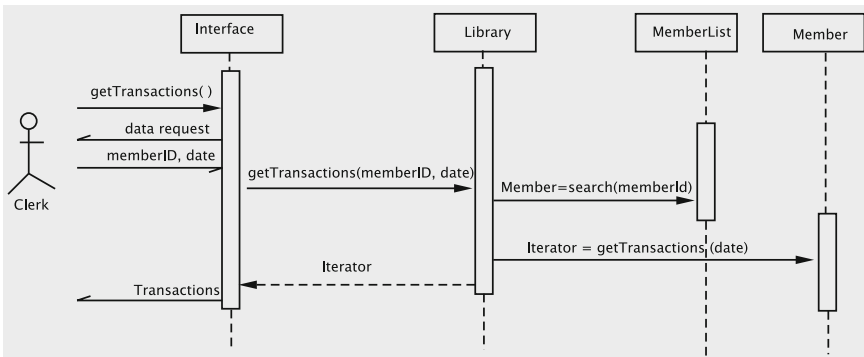 Interface
Library
MemberList
Member
getTransactions( )
data request
memberID, date
getTransactions(memberID, date)
Member=search(memberId)
Clerk
Iterator = getTransactions (date)
Iterator
Transactions